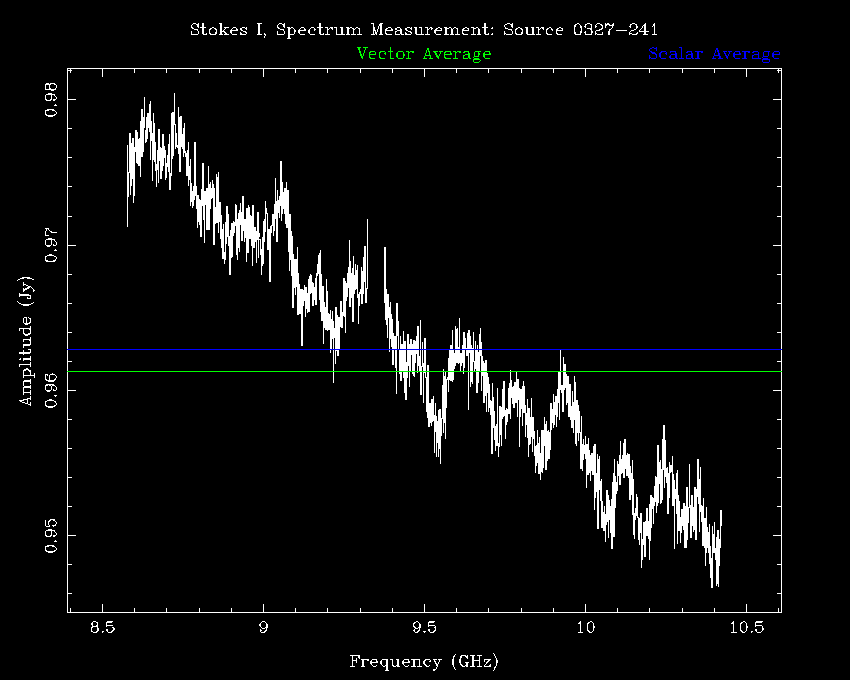 Stokes I, Spectrum Measurement: Source 0327−241
Vector Average Scalar Average
0.98
0.97
0.96
0.95
Amplitude (Jy)
8.5 9 9.5 10 10.5
Frequency (GHz)